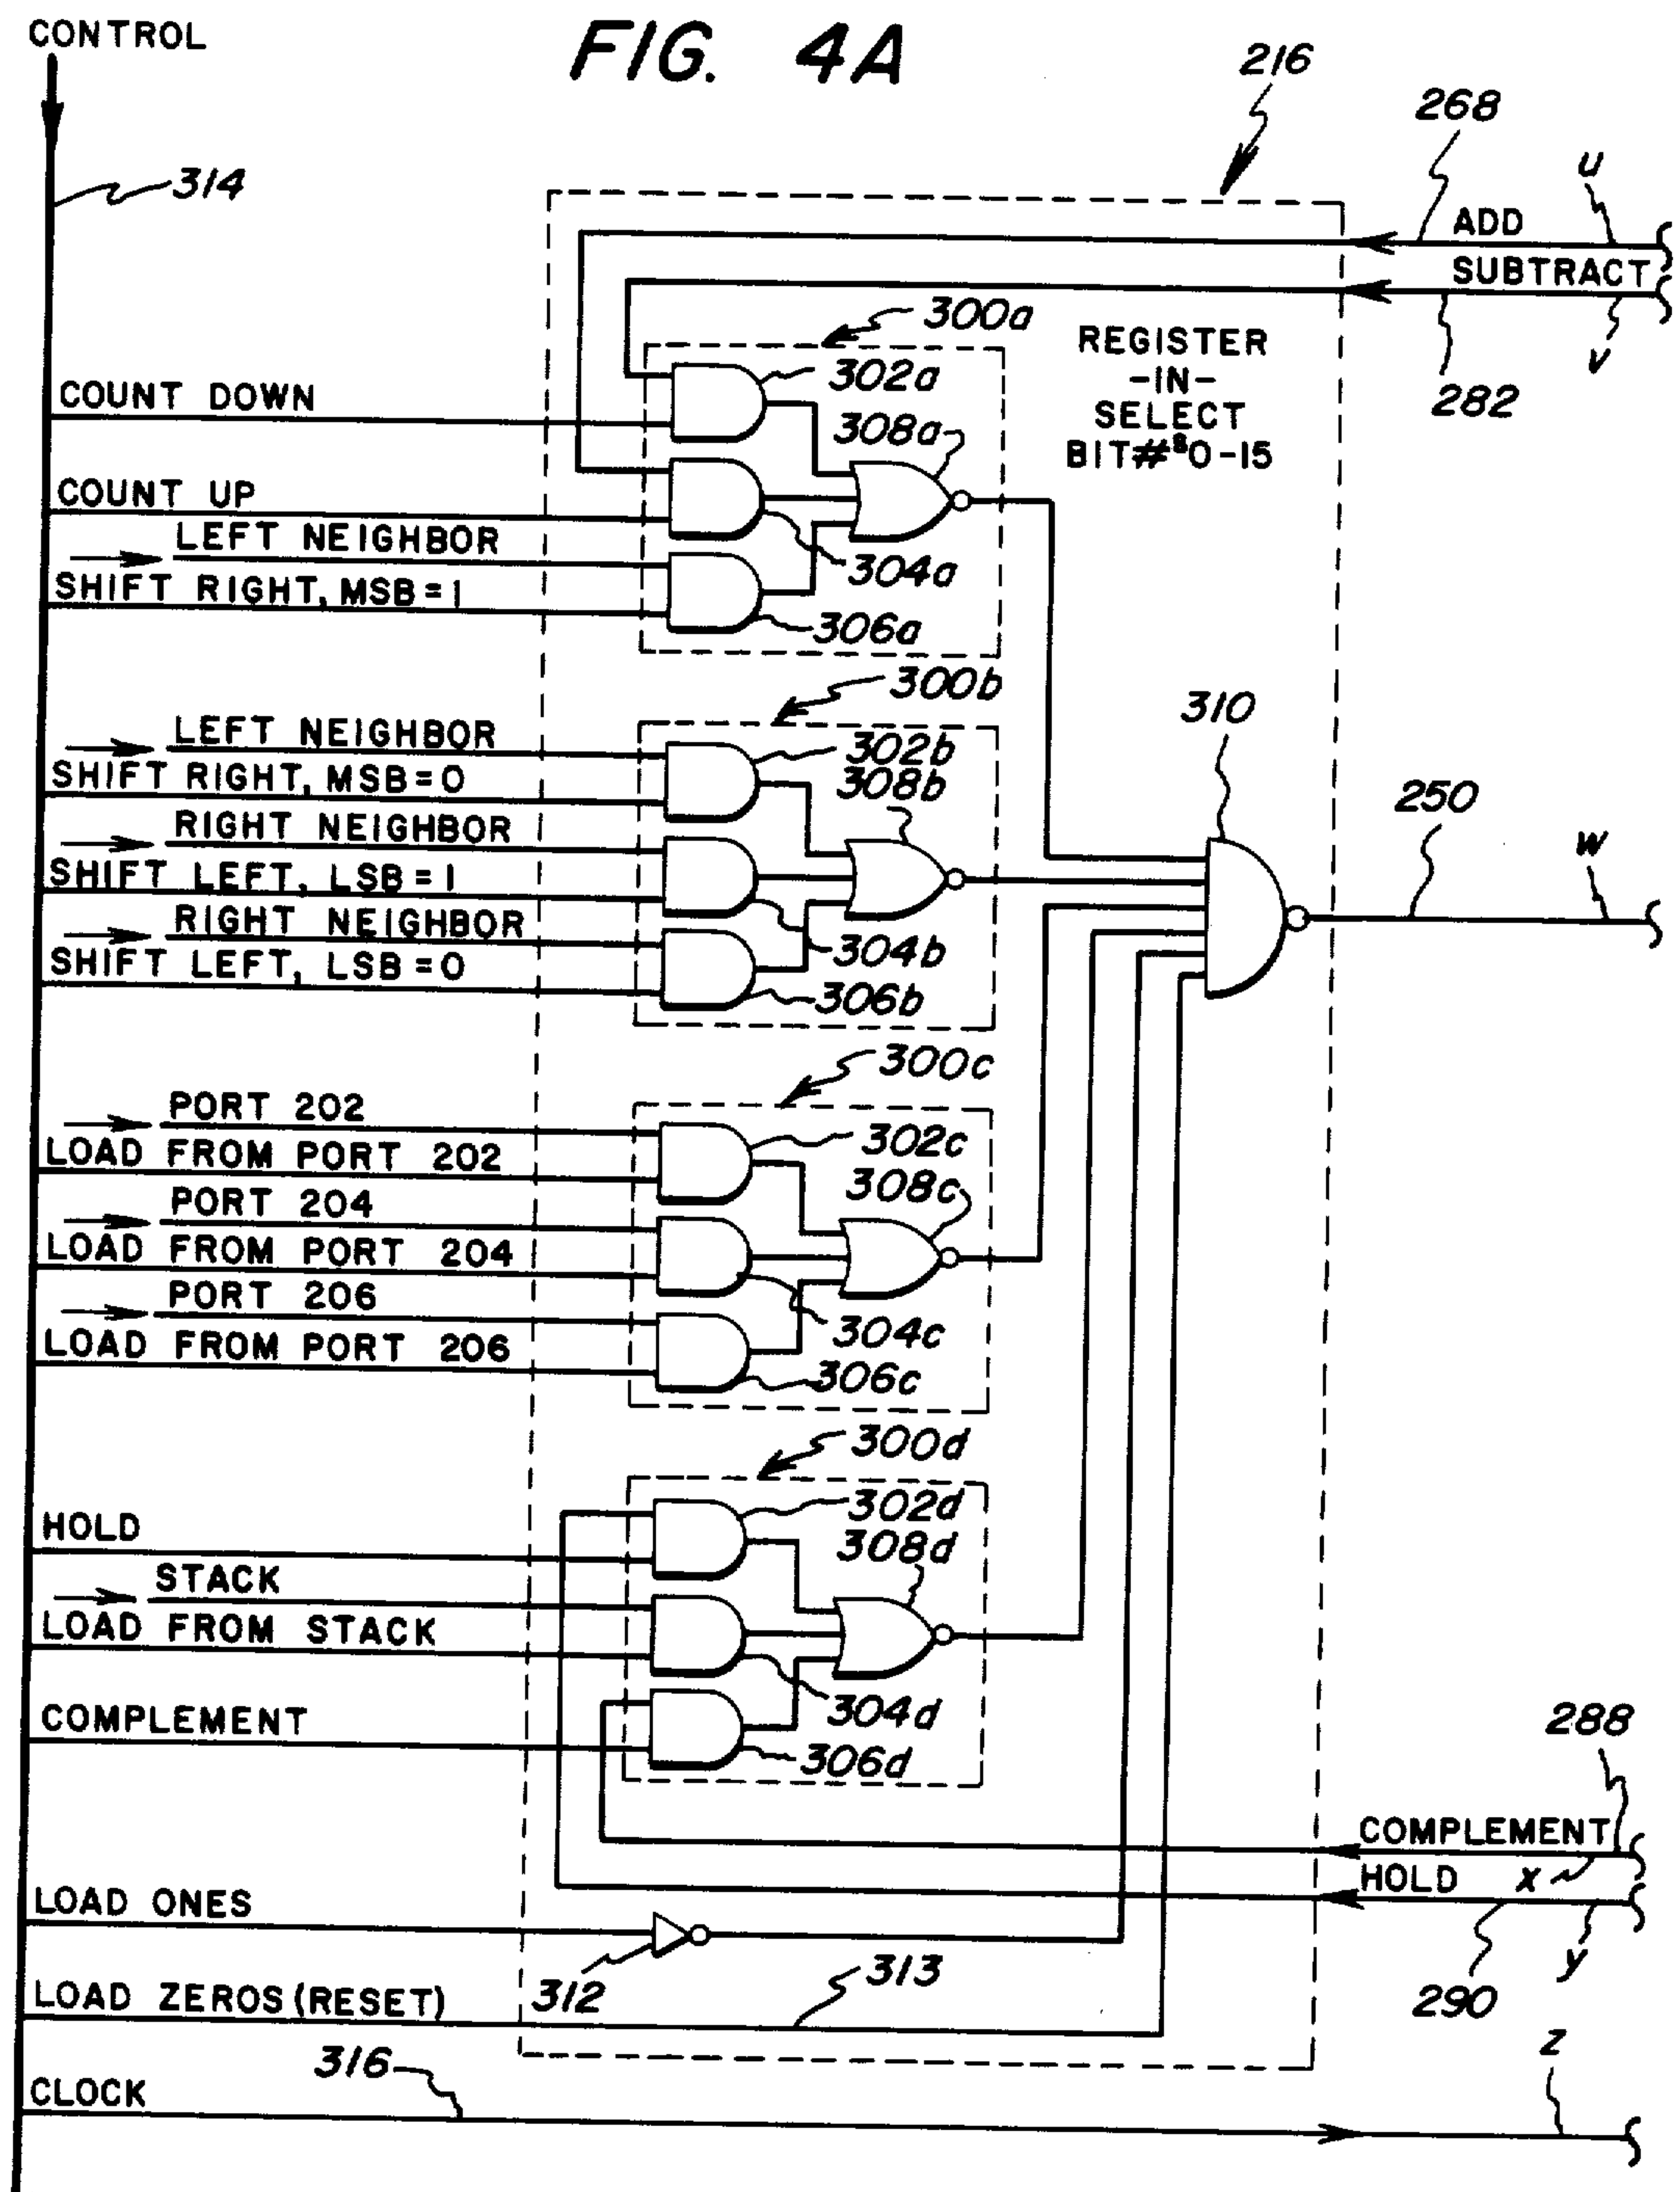 CONTROL
FIG. 4A
216
268
u
314
ADD
SUBTRACT
v
282
300a
REGISTER
-IN-
SELECT
BIT#S0-15
302a
COUNT DOWN
308a
COUNT UP
LEFT NEIGHBOR
304a
SHIFT RIGHT, MSB=1
306a
300b
310
LEFT NEIGHBOR
302b
SHIFT RIGHT, MSB=0
308b
250
w
RIGHT NEIGHBOR
SHIFT LEFT, LSB=1
RIGHT NEIGHBOR
304b
SHIFT LEFT, LSB=0
306b
300c
PORT 202
302c
LOAD FROM PORT 202
308c
PORT 204
LOAD FROM PORT 204
PORT 206
304c
LOAD FROM PORT 206
306c
300d
302d
HOLD
308d
STACK
LOAD FROM STACK
304d
COMPLEMENT
288
306d
COMPLEMENT
x
HOLD
LOAD ONES
y
312
313
290
LOAD ZEROS (RESET)
z
316
CLOCK